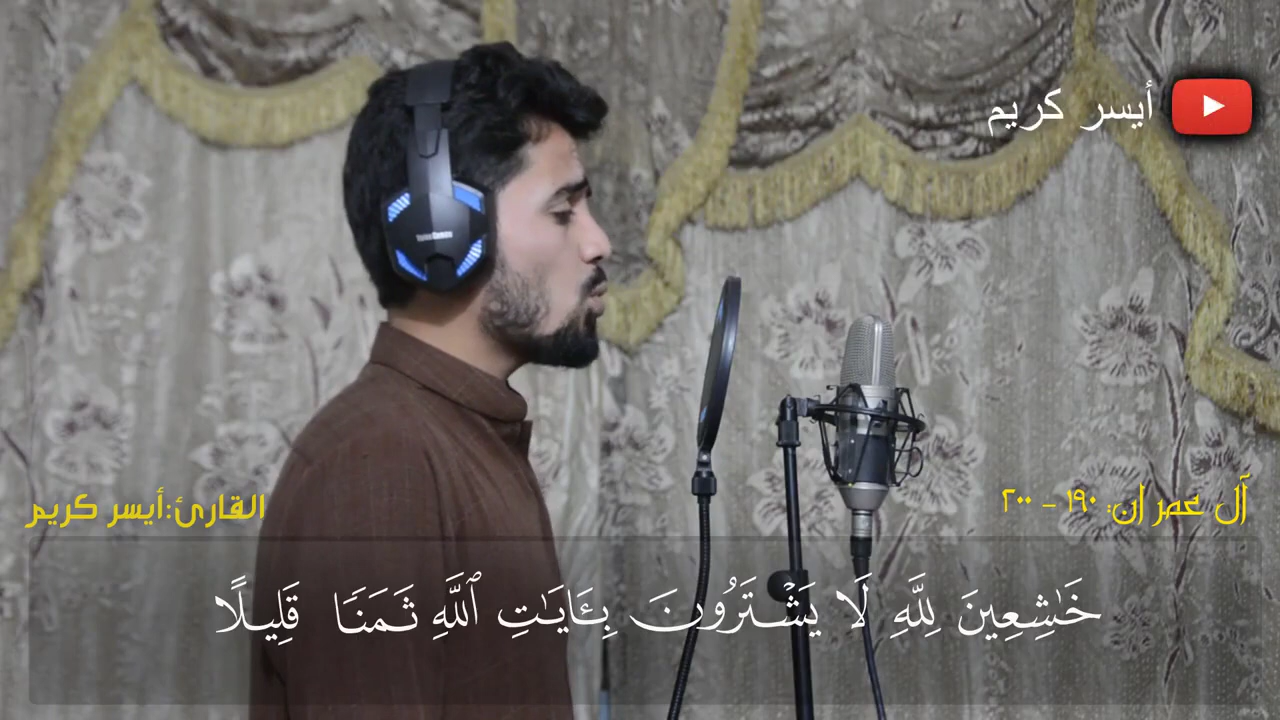 أيسر كريم
القارئ:أيسر كريم
آل عمران: ١٩٠ - ٢٠٠
خَـٰشِعِينَ لِلَّهِ لَا يَشْتَرُونَ بِـَٔايَـٰتِ ٱللَّهِ ثَمَنًا قَلِيلًا